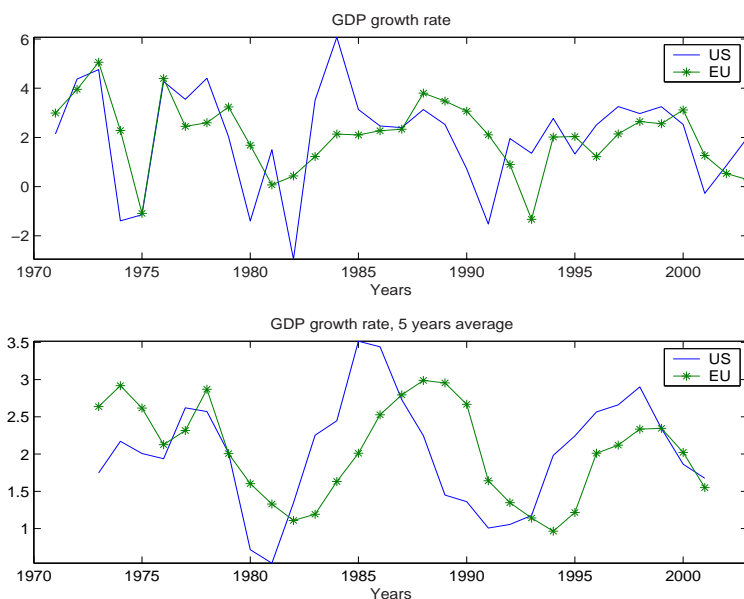 GDP growth rate
6
4
2
0
−2
US
EU
1970 1975 1980 1985 1990 1995 2000
Years
GDP growth rate, 5 years average
3.5
3
2.5
2
1.5
1
US
EU
1970 1975 1980 1985 1990 1995 2000
Years